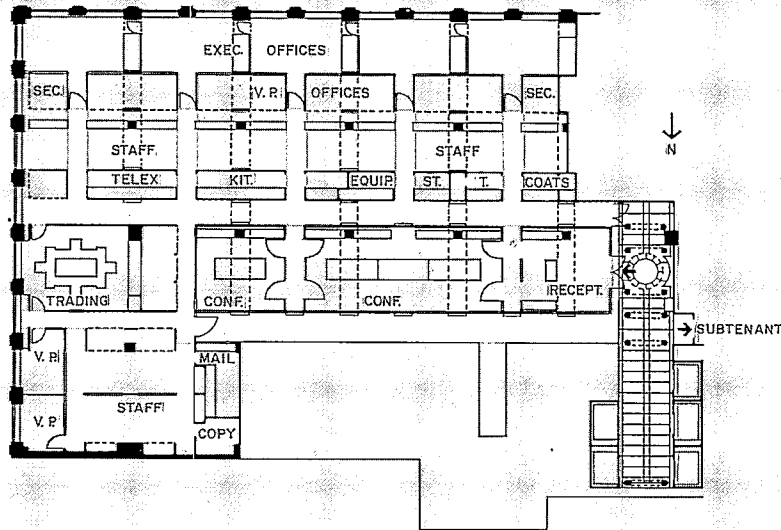 EXEC. OFFICES
SEC. V. P. OFFICES SEC.
STAFF STAFF
N
TELEX KIT. EQUIP. ST. T. COATS
TRADING CONF. CONF. RECEPT.
SUBTENANT
V. P. MAIL
STAFF
V. P. COPY